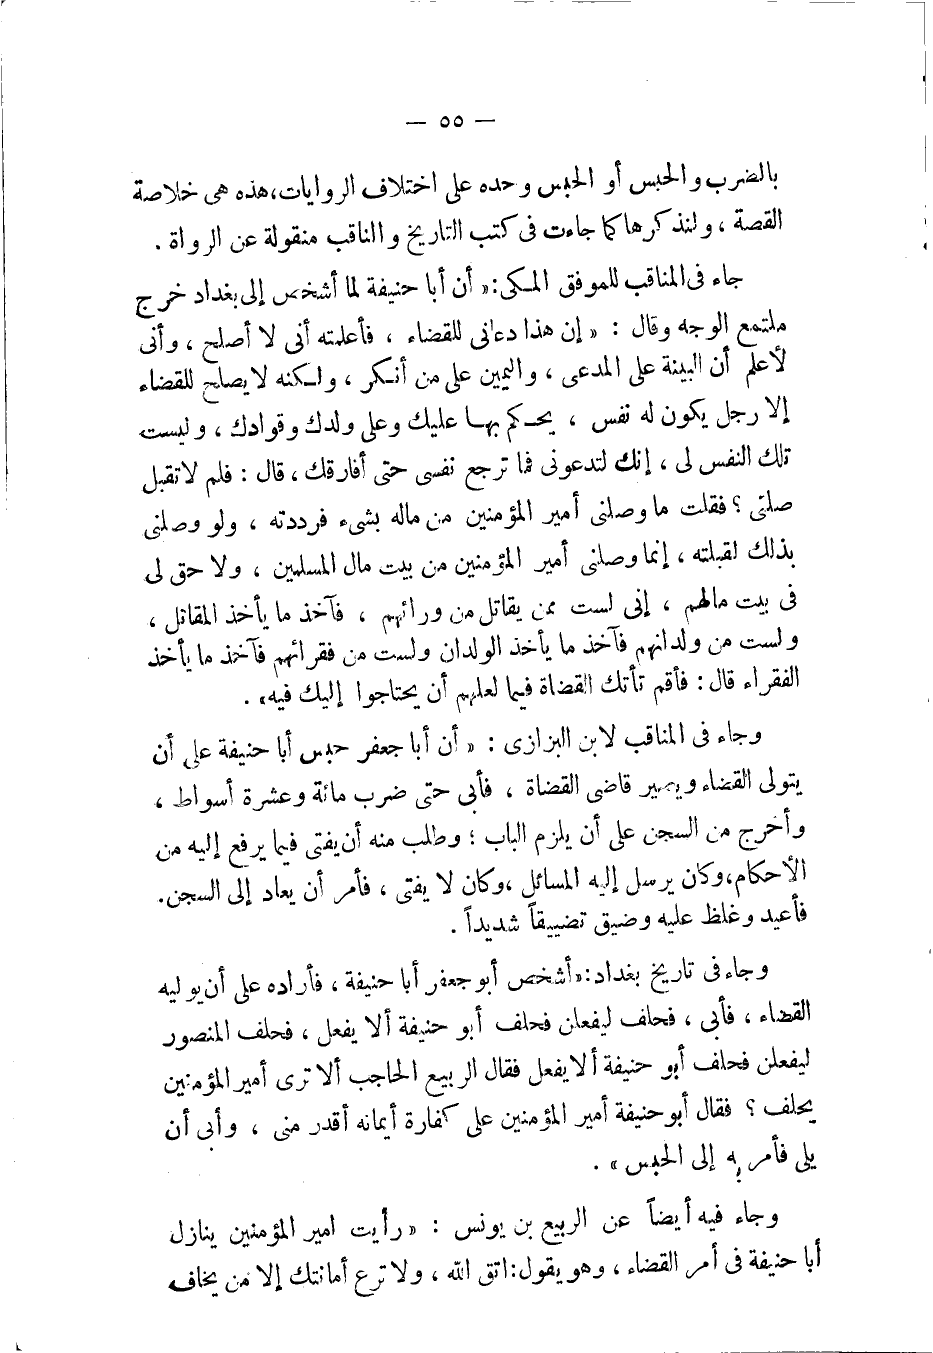 — ٥٥ —
بالضرب والحبس أو الحبس وحده على اختلاف الروايات، هذه هى خلاصة
القصة ، ولنذكرها كما جاءت فى كتب التاريخ والناقب منقولة عن الرواة .
جاء فى المناقب للموفق المكى: « أن أبا حنيفة لما أشخص إلى بغداد خرج
ملتمع الوجه وقال : « إن هذا دعانى للقضاء ، فأعلمته أنى لا أصلح ، وأنى
لأعلم أن البينة على المدعى ، واليمين على من أنكر ، ولكنه لا يصلح للقضاء
إلا رجل يكون له نفس ، يحكم بها عليك وعلى ولدك وقوادك ، وليست
تلك النفس لى ، إنك لتدعونى فما ترجع نفسى حتى أفارقك ، قال : فلم لا تقبل
صلتى ؟ فقلت ما وصلنى أمير المؤمنين من ماله بشىء فرددته ، ولو وصلنى
بذلك لقبلته ، إنما وصلنى أمير المؤمنين من بيت مال المسلمين ، ولا حق لى
فى بيت مالهم ، إنى لست ممن يقاتل من ورائهم ، فآخذ ما يأخذ المقاتل ،
ولست من ولدانهم فآخذ ما يأخذ الولدان ولست من فقرائهم فآخذ ما يأخذ
الفقراء قال : فأقم تأتك القضاة فيما لعلهم أن يحتاجوا إليك فيه» .
وجاء فى المناقب لابن البزازى : « أن أبا جعفر حبس أبا حنيفة على أن
يتولى القضاء ويصير قاضى القضاة ، فأبى حتى ضرب مائة وعشرة أسواط ،
وأخرج من السجن على أن يلزم الباب ؛ وطلب منه أن يفتى فيما يرفع إليه من
الأحكام، وكان يرسل إليه المسائل ، وكان لا يفتى ، فأمر أن يعاد إلى السجن.
فأعيد وغلظ عليه وضيق تضييقاً شديداً .
وجاء فى تاريخ بغداد: «أشخص أبو جعفر أبا حنيفة ، فأراده على أن يوليه
القضاء ، فأبى ، فحلف ليفعلن فحلف أبو حنيفة ألا يفعل ، فحلف المنصور
ليفعلن فحلف أبو حنيفة ألا يفعل فقال الربيع الحاجب ألا ترى أمير المؤمنين
يحلف ؟ فقال أبو حنيفة أمير المؤمنين على كفارة أيمانه أقدر منى ، وأبى أن
يلى فأمر به إلى الحبس » .
وجاء فيه أيضاً عن الربيع بن يونس : « رأيت امير المؤمنين ينازل
أبا حنيفة فى أمر القضاء ، وهو يقول: اتق الله ، ولا ترع أمانتك إلا من يخاف